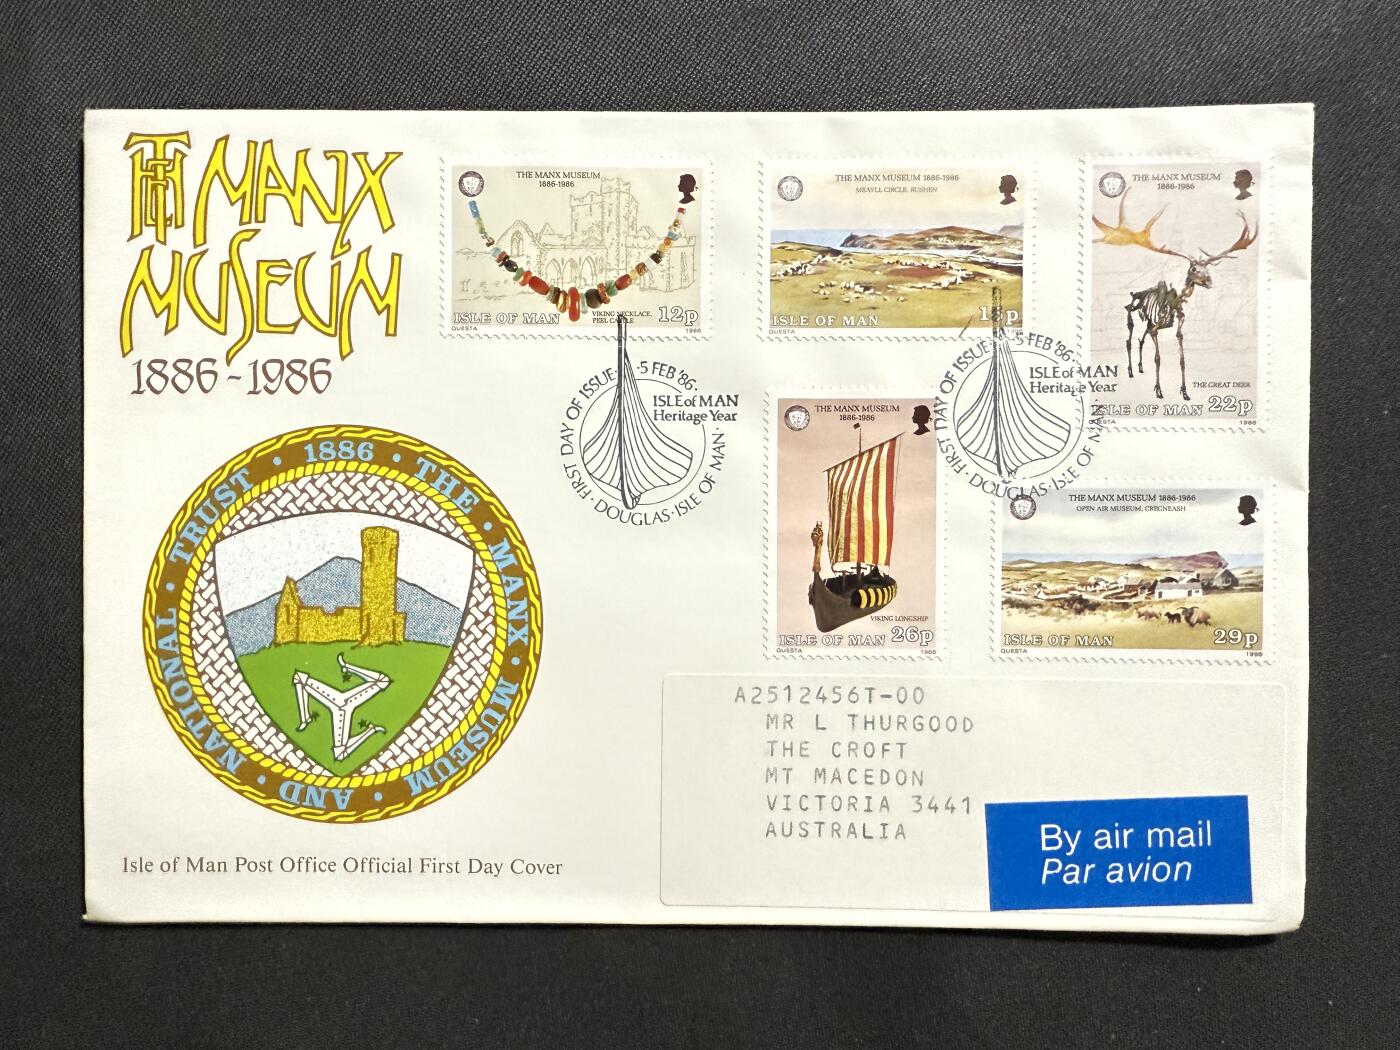 THE MANX
MUSEUM
1886-1986
1886 · THE · MANX · MUSEUM · AND · NATIONAL · TRUST ·
Isle of Man Post Office Official First Day Cover
THE MANX MUSEUM
1886-1986
VIKING NECKLACE,
PEEL CASTLE
ISLE OF MAN 12p
QUESTA 1986
THE MANX MUSEUM 1886-1986
MEAYLL CIRCLE, RUSHEN
ISLE OF MAN
QUESTA
THE MANX MUSEUM
1886-1986
THE GREAT DEER
ISLE OF MAN 22p
QUESTA 1986
FIRST DAY OF ISSUE · 5 FEB '86 ·
ISLE of MAN
Heritage Year
· DOUGLAS · ISLE OF MAN ·
FIRST DAY OF ISSUE · 5 FEB '86 ·
ISLE of MAN
Heritage Year
· DOUGLAS · ISLE OF MAN
THE MANX MUSEUM
1886-1986
VIKING LONGSHIP
ISLE OF MAN 26p
QUESTA 1986
THE MANX MUSEUM 1886-1986
OPEN AIR MUSEUM, CREGNEASH
ISLE OF MAN 29p
QUESTA 1986
A2512456T-00
MR L THURGOOD
THE CROFT
MT MACEDON
VICTORIA 3441
AUSTRALIA
By air mail
Par avion